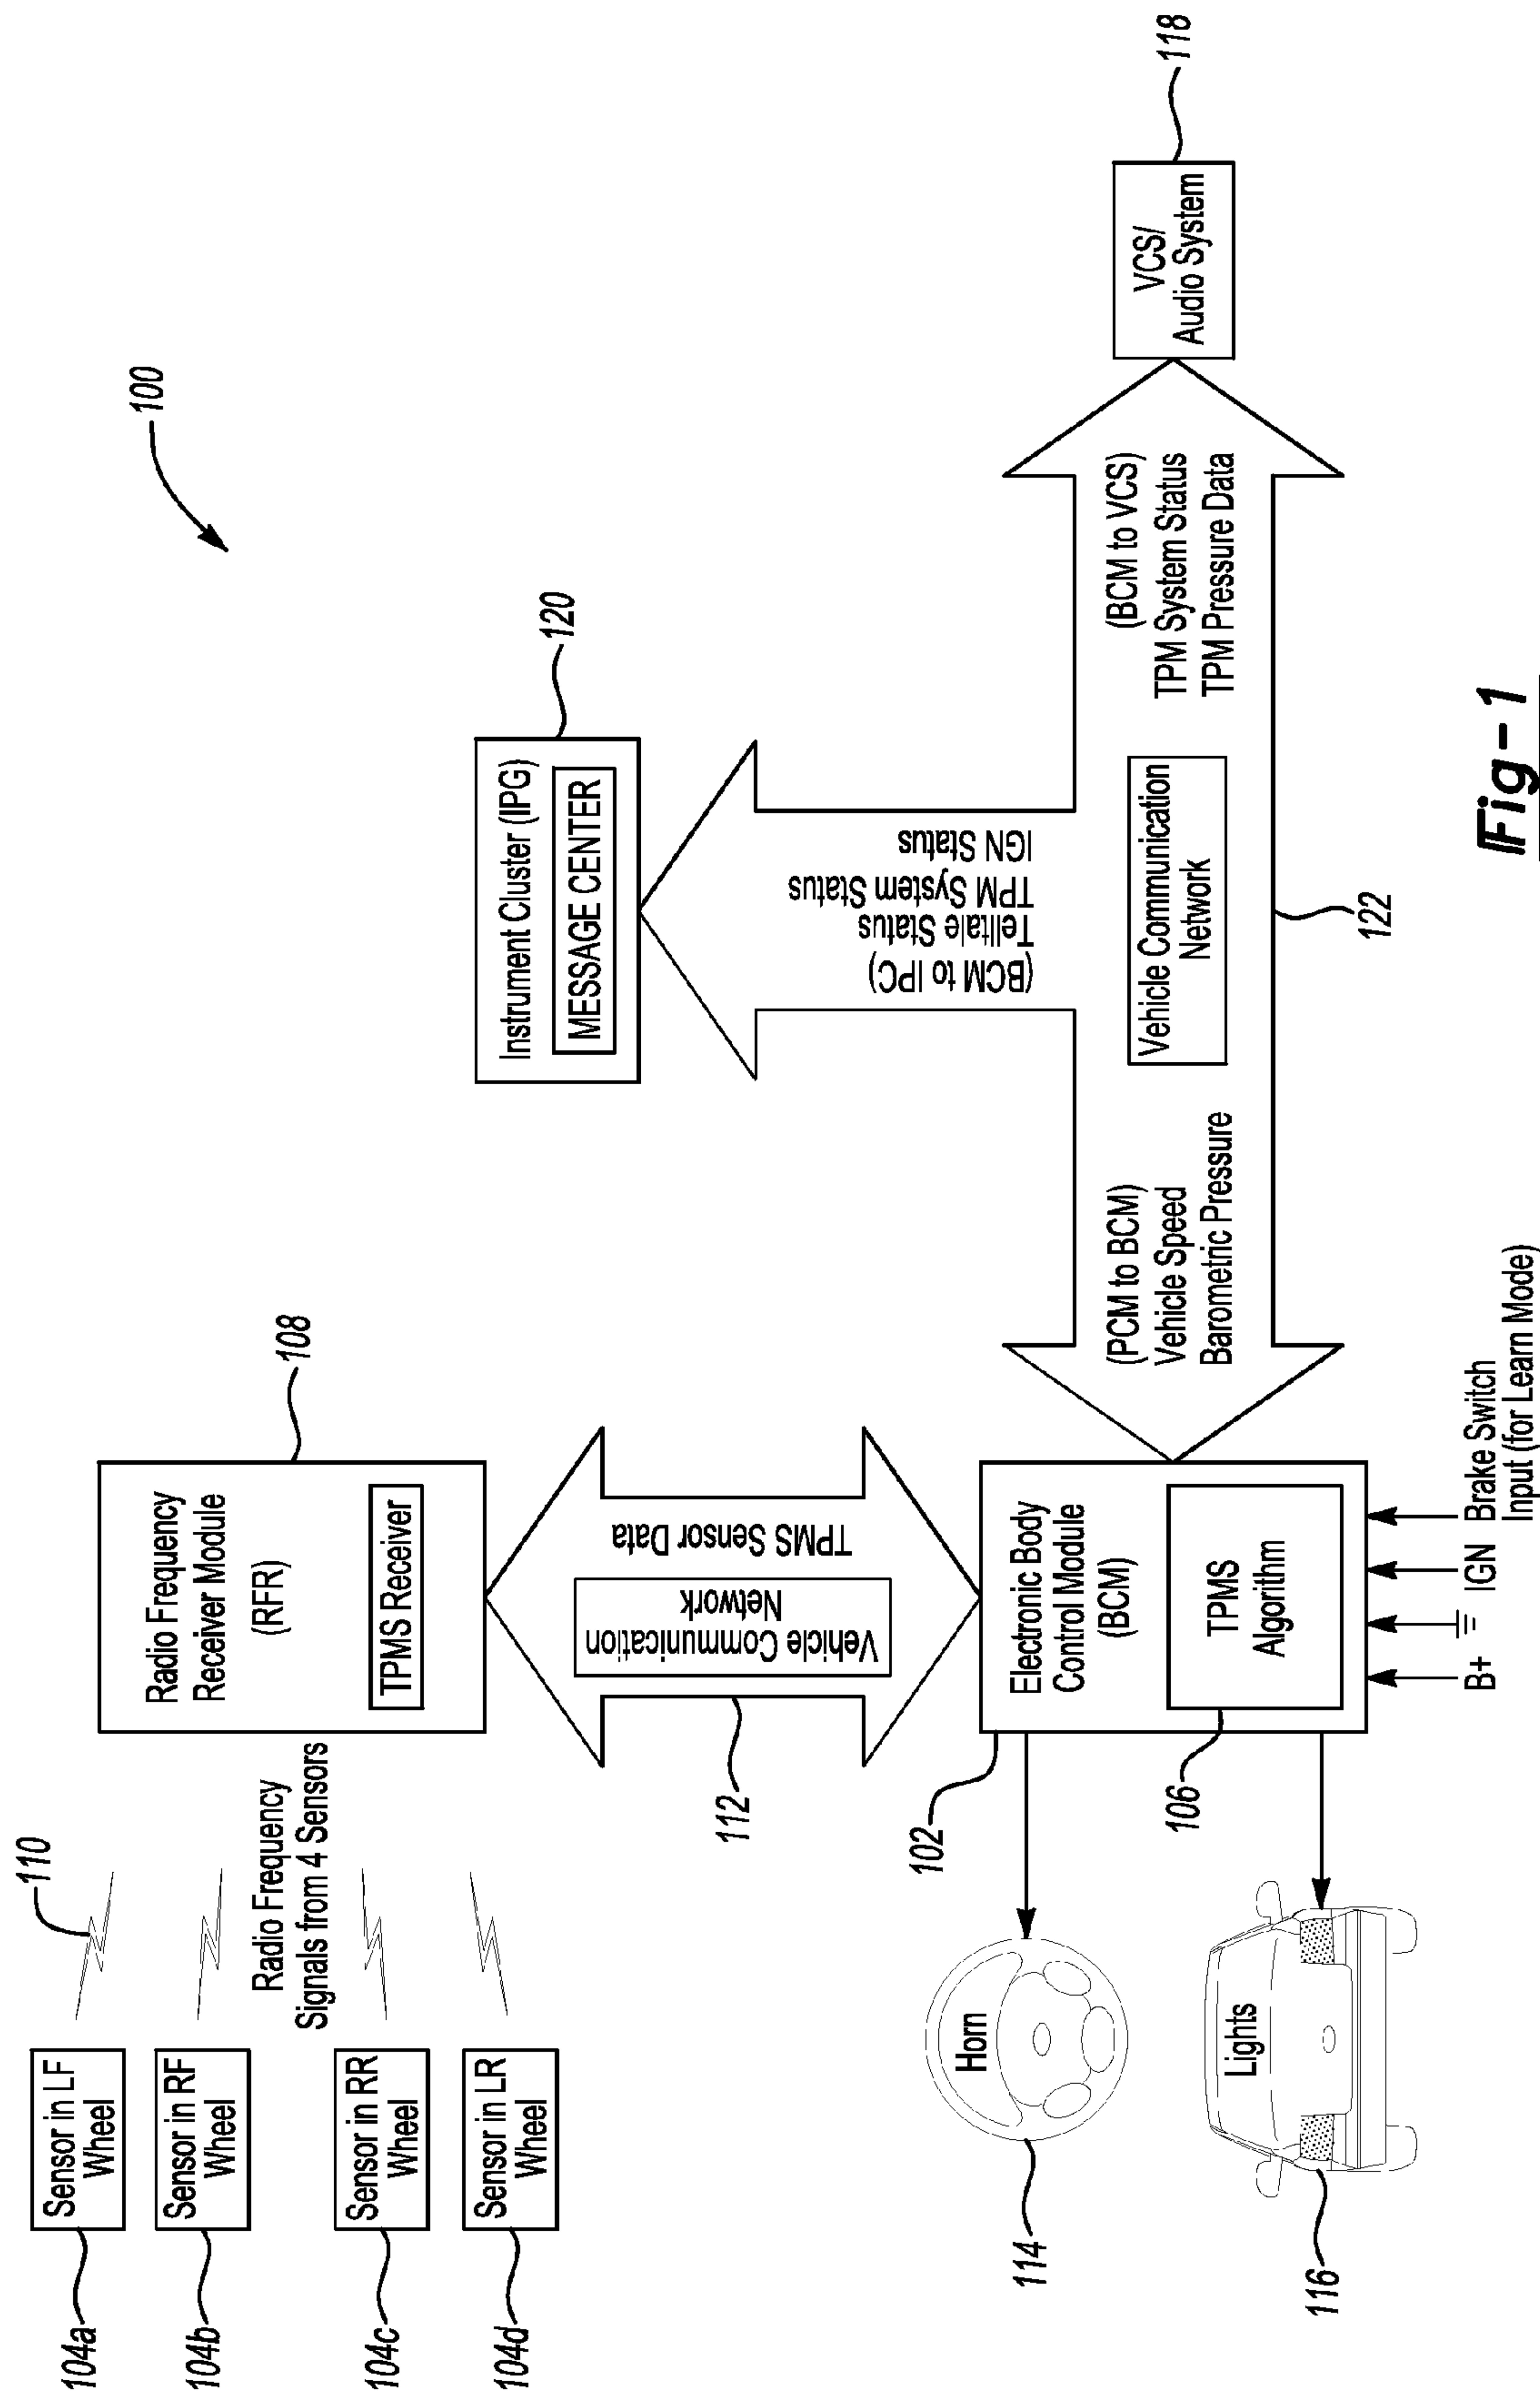 100
104a
Sensor in LF
Wheel
104b
Sensor in RF
Wheel
104c
Sensor in RR
Wheel
104d
Sensor in LR
Wheel
110
Radio Frequency
Signals from 4 Sensors
108
Radio Frequency
Receiver Module
(RFR)
TPMS Receiver
112
Vehicle Communication
Network
TPMS Sensor Data
102
Electronic Body
Control Module
(BCM)
106
TPMS
Algorithm
114
Horn
116
Lights
B+
IGN
Brake Switch
Input (for Learn Mode)
120
Instrument Cluster (IPG)
MESSAGE CENTER
(BCM to IPC)
Telltale Status
TPM System Status
IGN Status
(PCM to BCM)
Vehicle Speed
Barometric Pressure
Vehicle Communication
Network
(BCM to VCS)
TPM System Status
TPM Pressure Data
122
118
VCS/
Audio System
Fig-1